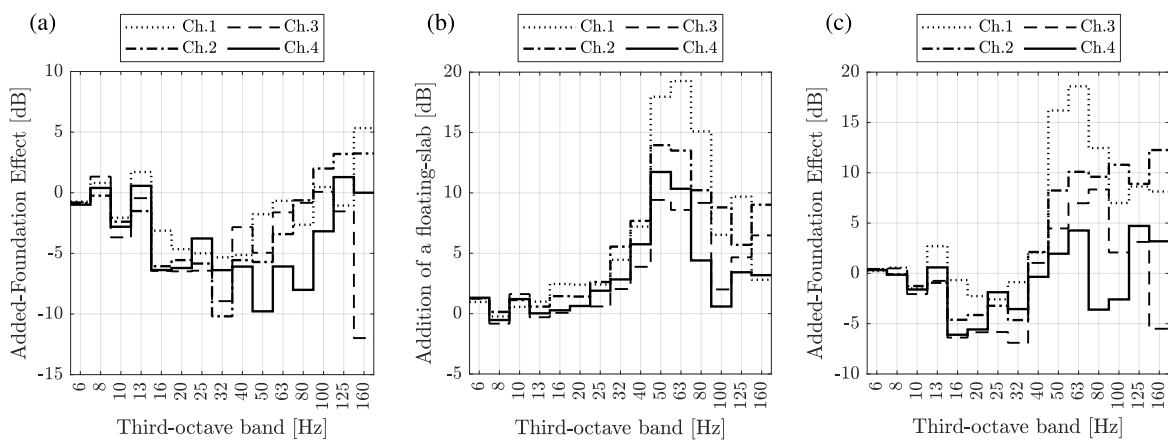 (a)
Ch.1 Ch.3
Ch.2 Ch.4
Added-Foundation Effect [dB]
10
5
0
-5
-10
-15
6 8 10 13 16 20 25 32 40 50 63 80 100 125 160
Third-octave band [Hz]
(b)
Ch.1 Ch.3
Ch.2 Ch.4
Addition of a floating-slab [dB]
20
15
10
5
0
-5
6 8 10 13 16 20 25 32 40 50 63 80 100 125 160
Third-octave band [Hz]
(c)
Ch.1 Ch.3
Ch.2 Ch.4
Added-Foundation Effect [dB]
20
15
10
5
0
-5
-10
6 8 10 13 16 20 25 32 40 50 63 80 100 125 160
Third-octave band [Hz]